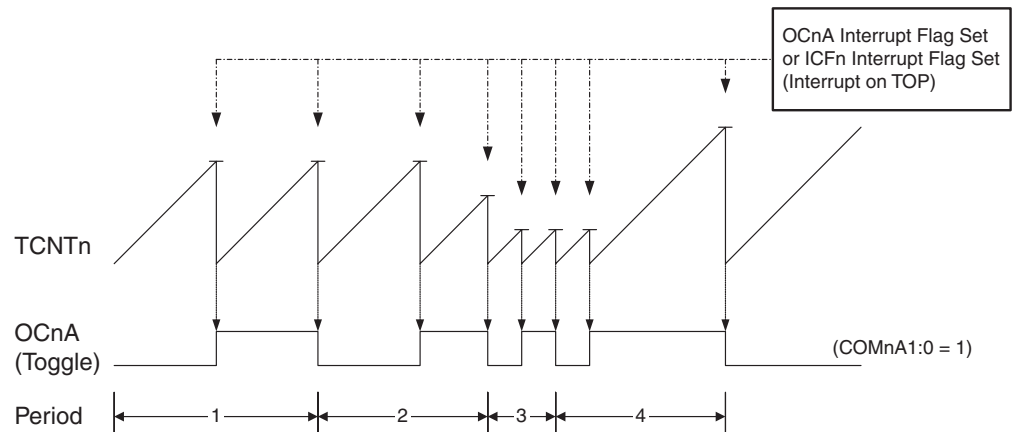 OCnA Interrupt Flag Set
or ICFn Interrupt Flag Set
(Interrupt on TOP)
TCNTn
OCnA
(Toggle)
(COMnA1:0 = 1)
Period
1
2
3
4